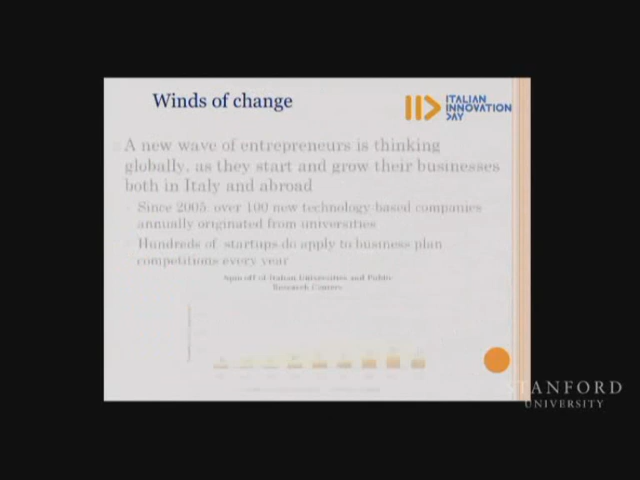 Winds of change
ITALIAN
INNOVATION
DAY
A new wave of entrepreneurs is thinking
globally, as they start and grow their businesses
both in Italy and abroad
Since 2005, over 100 new technology-based companies
annually originated from universities
Hundreds of startups do apply to business plan
competitions every year
Spin off of Italian Universities and Public
Research Centers
STANFORD
UNIVERSITY